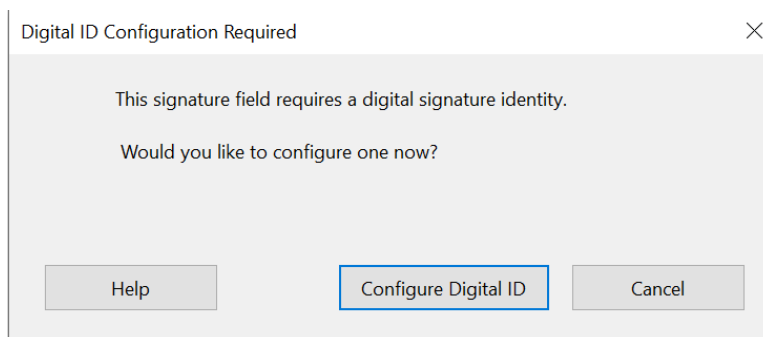 Digital ID Configuration Required
This signature field requires a digital signature identity.
Would you like to configure one now?
Help
Configure Digital ID
Cancel